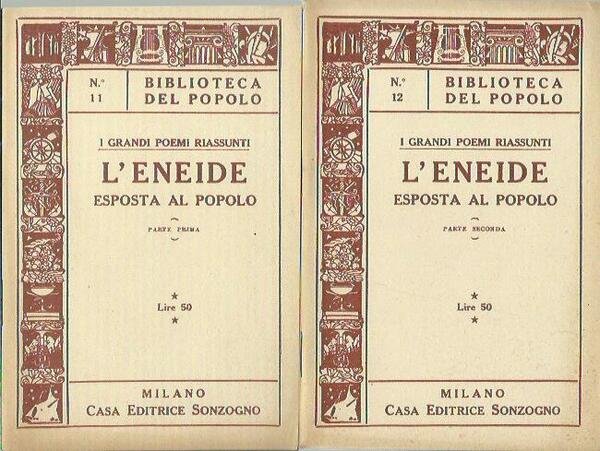 N.° BIBLIOTECA
11 DEL POPOLO
I GRANDI POEMI RIASSUNTI
L'ENEIDE
ESPOSTA AL POPOLO
PARTE PRIMA
Lire 50
MILANO
CASA EDITRICE SONZOGNO
N.° BIBLIOTECA
12 DEL POPOLO
I GRANDI POEMI RIASSUNTI
L'ENEIDE
ESPOSTA AL POPOLO
PARTE SECONDA
Lire 50
MILANO
CASA EDITRICE SONZOGNO